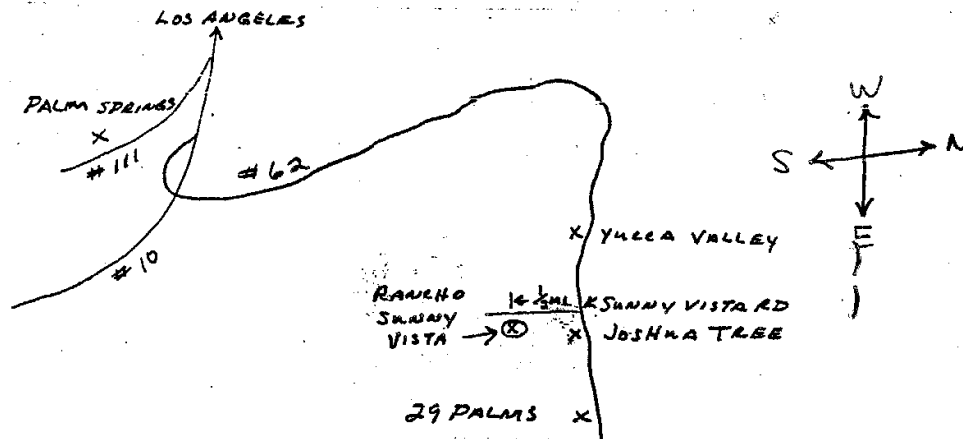 LOS ANGELES
PALM SPRINGS
#111
#62
#10
W
S
N
E
YUCCA VALLEY
RANCHO
SUNNY
VISTA
½ MI
SUNNY VISTA RD
JOSHUA TREE
29 PALMS